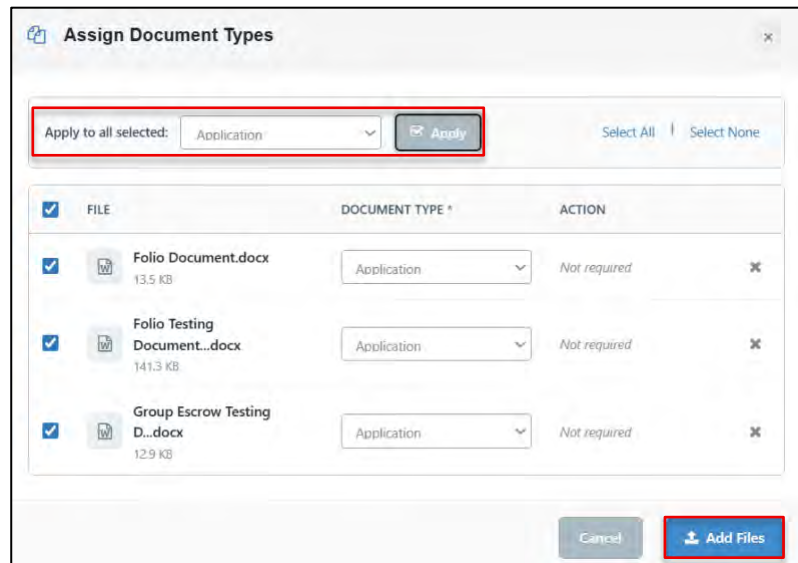 Assign Document Types
Apply to all selected: Application Apply Select All | Select None
FILE DOCUMENT TYPE * ACTION
Folio Document.docx Application Not required
13.5 KB
Folio Testing
Document...docx Application Not required
141.3 KB
Group Escrow Testing
D...docx Application Not required
12.9 KB
Cancel Add Files